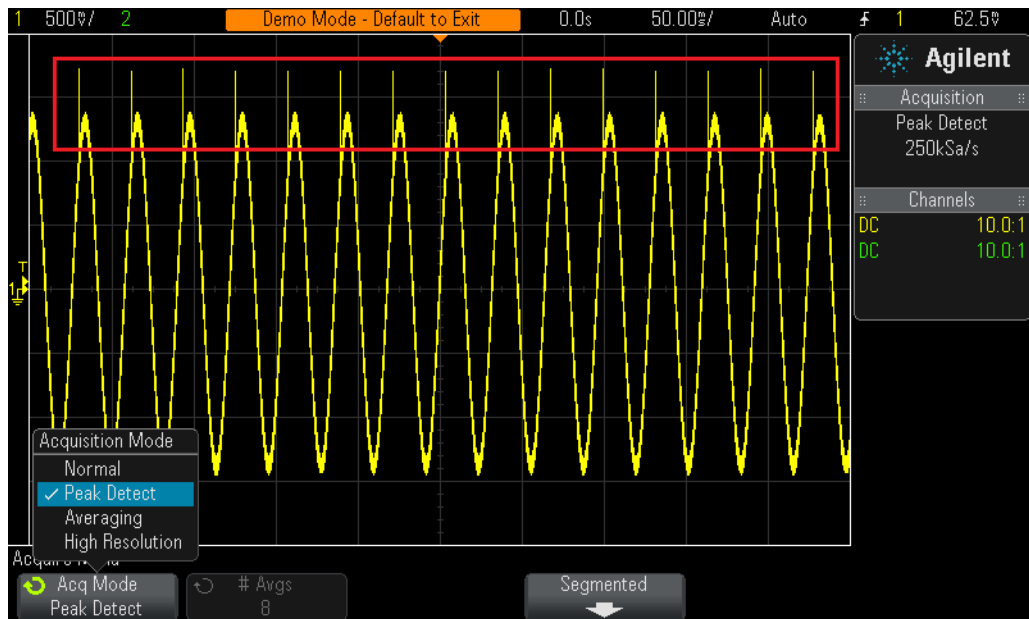 1 500㎷/ 2 Demo Mode - Default to Exit 0.0s 50.00㎳/ Auto 1 62.5㎷
Agilent
Acquisition
Peak Detect
250kSa/s
Channels
DC 10.0:1
DC 10.0:1
T
1
Acquisition Mode
Normal
✓ Peak Detect
Averaging
High Resolution
Acq Mode
Peak Detect
# Avgs
8
Segmented